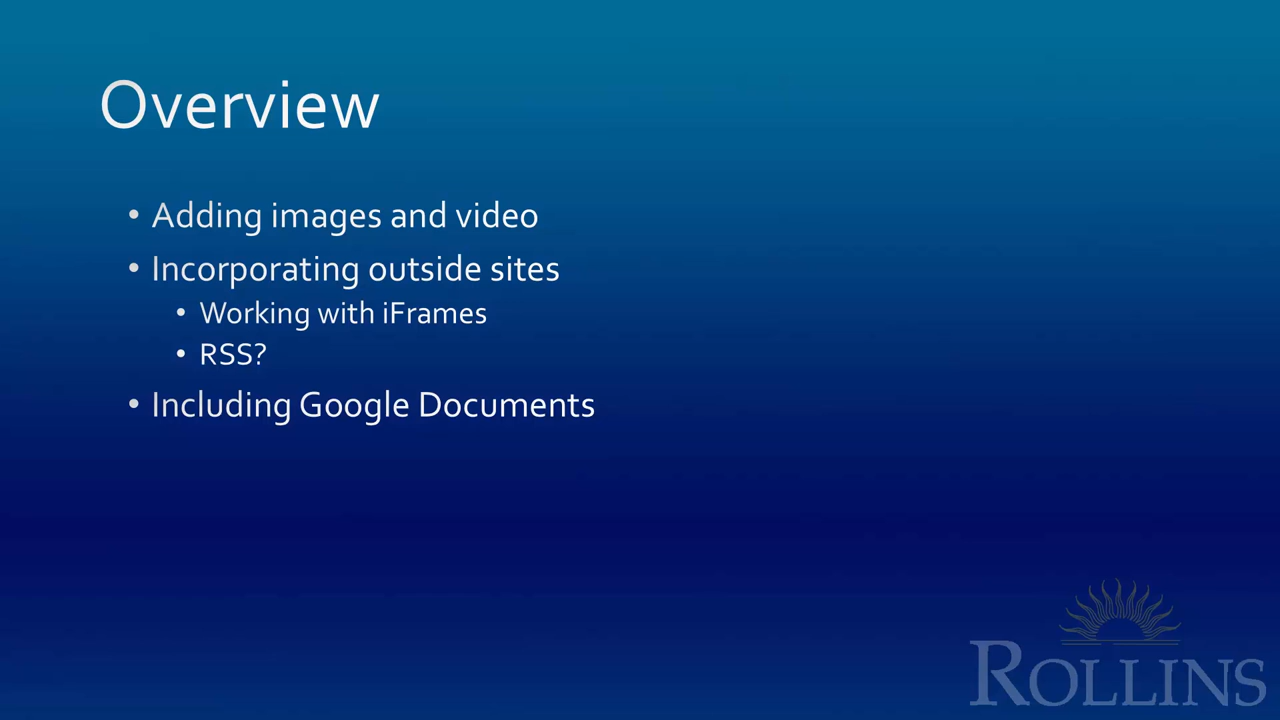 Overview
• Adding images and video
• Incorporating outside sites
• Working with iFrames
• RSS?
• Including Google Documents
ROLLINS